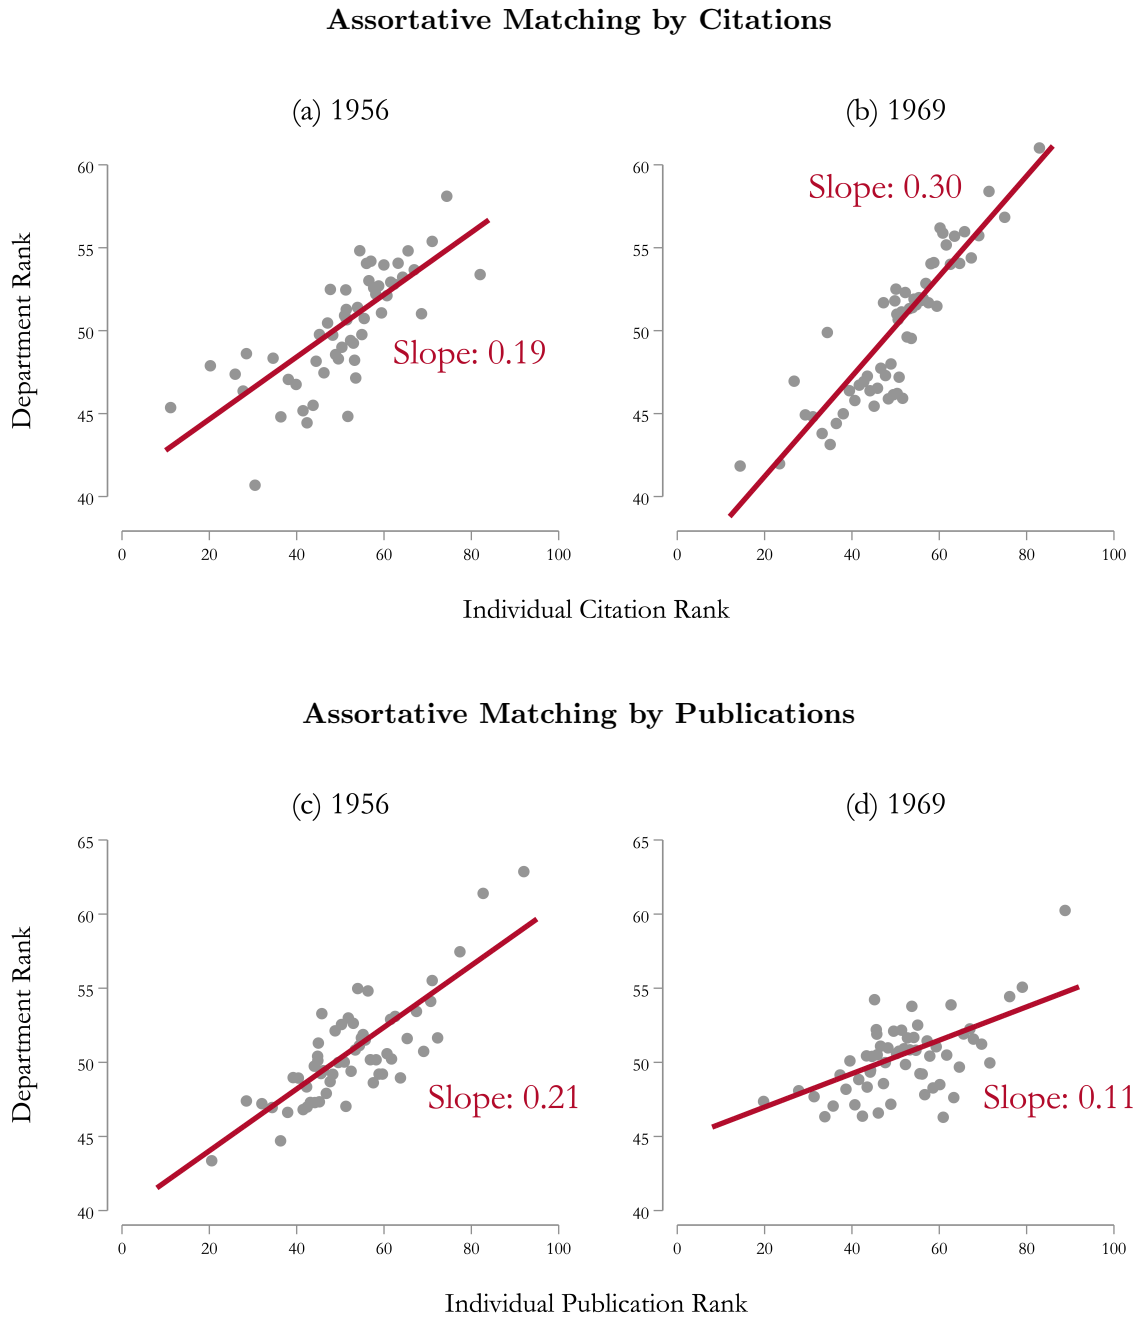 Assortative Matching by Citations
(a) 1956
(b) 1969
Department Rank
60
55
50
45
40
Slope: 0.19
0 20 40 60 80 100
60
55
50
45
40
Slope: 0.30
0 20 40 60 80 100
Individual Citation Rank
Assortative Matching by Publications
(c) 1956
(d) 1969
Department Rank
65
60
55
50
45
40
Slope: 0.21
0 20 40 60 80 100
65
60
55
50
45
40
Slope: 0.11
0 20 40 60 80 100
Individual Publication Rank